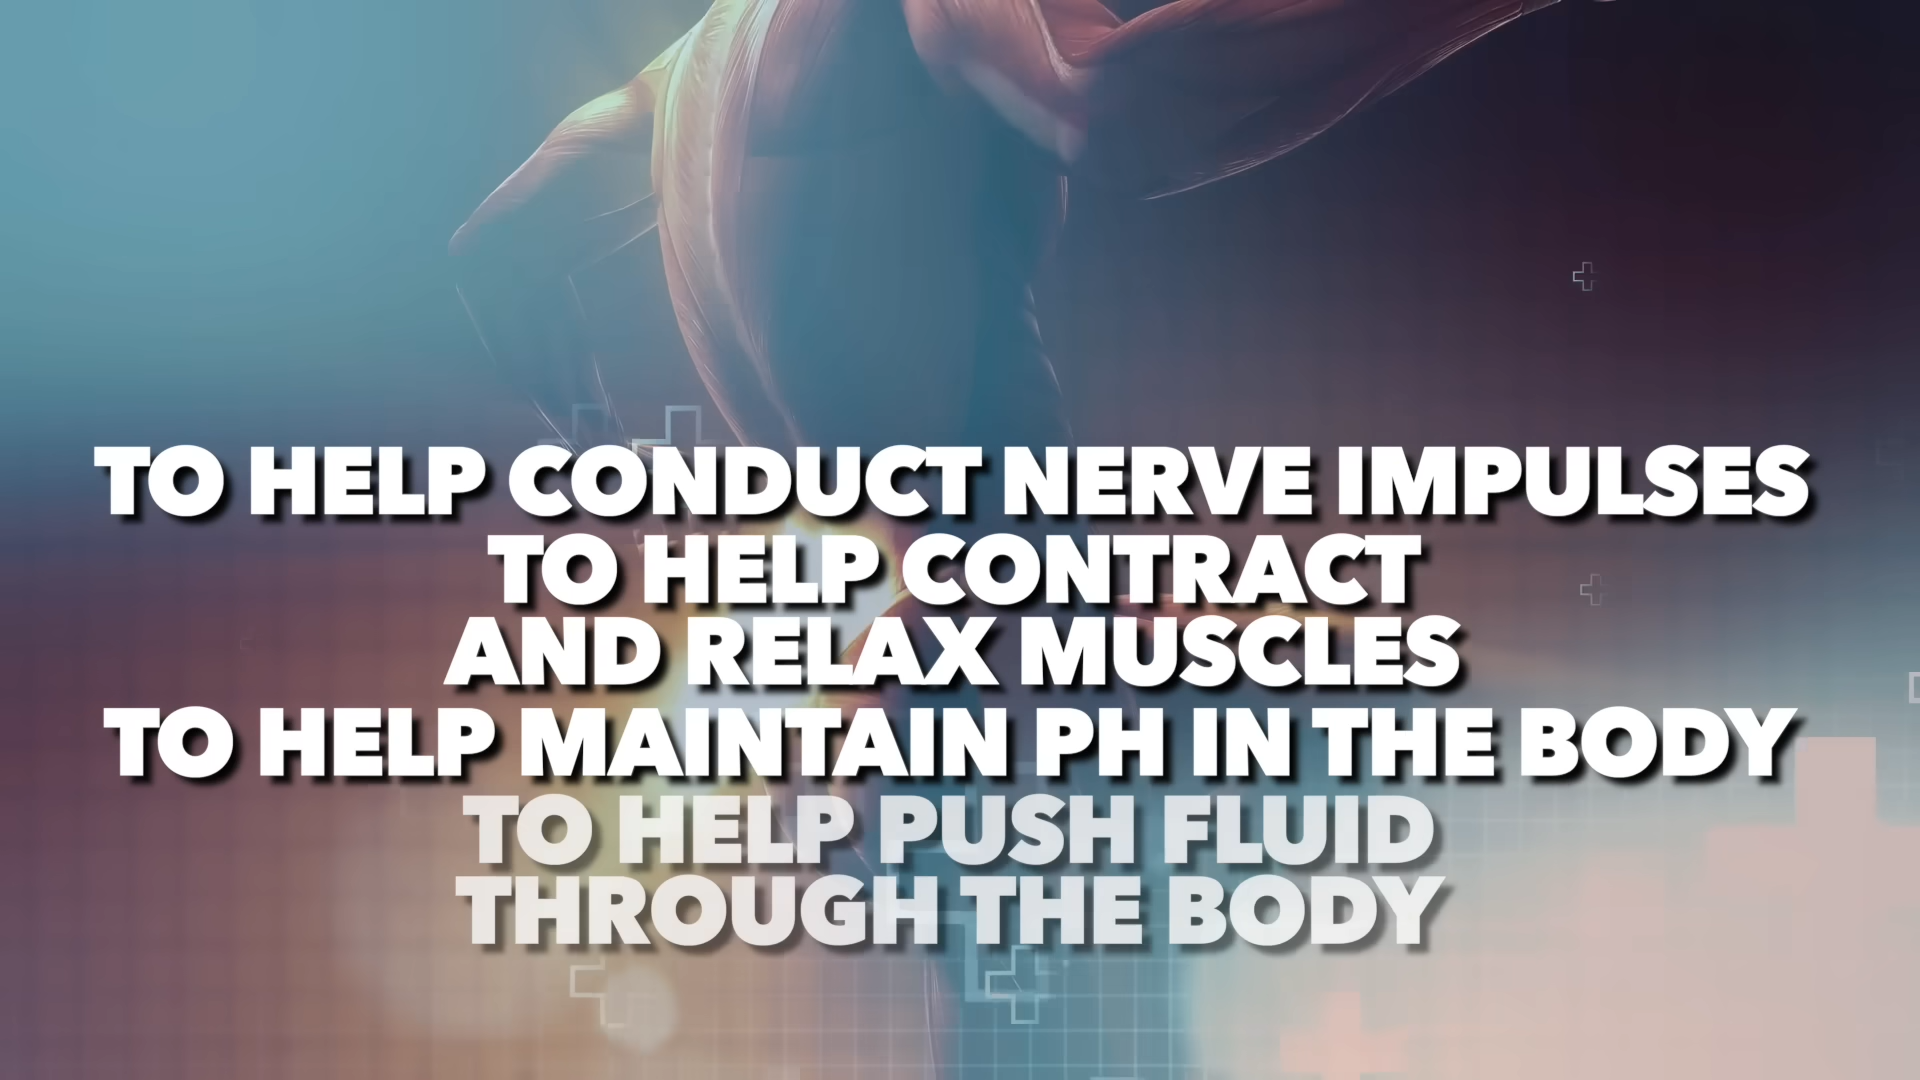 TO HELP CONDUCT NERVE IMPULSES
TO HELP CONTRACT
AND RELAX MUSCLES
TO HELP MAINTAIN PH IN THE BODY
TO HELP PUSH FLUID
THROUGH THE BODY